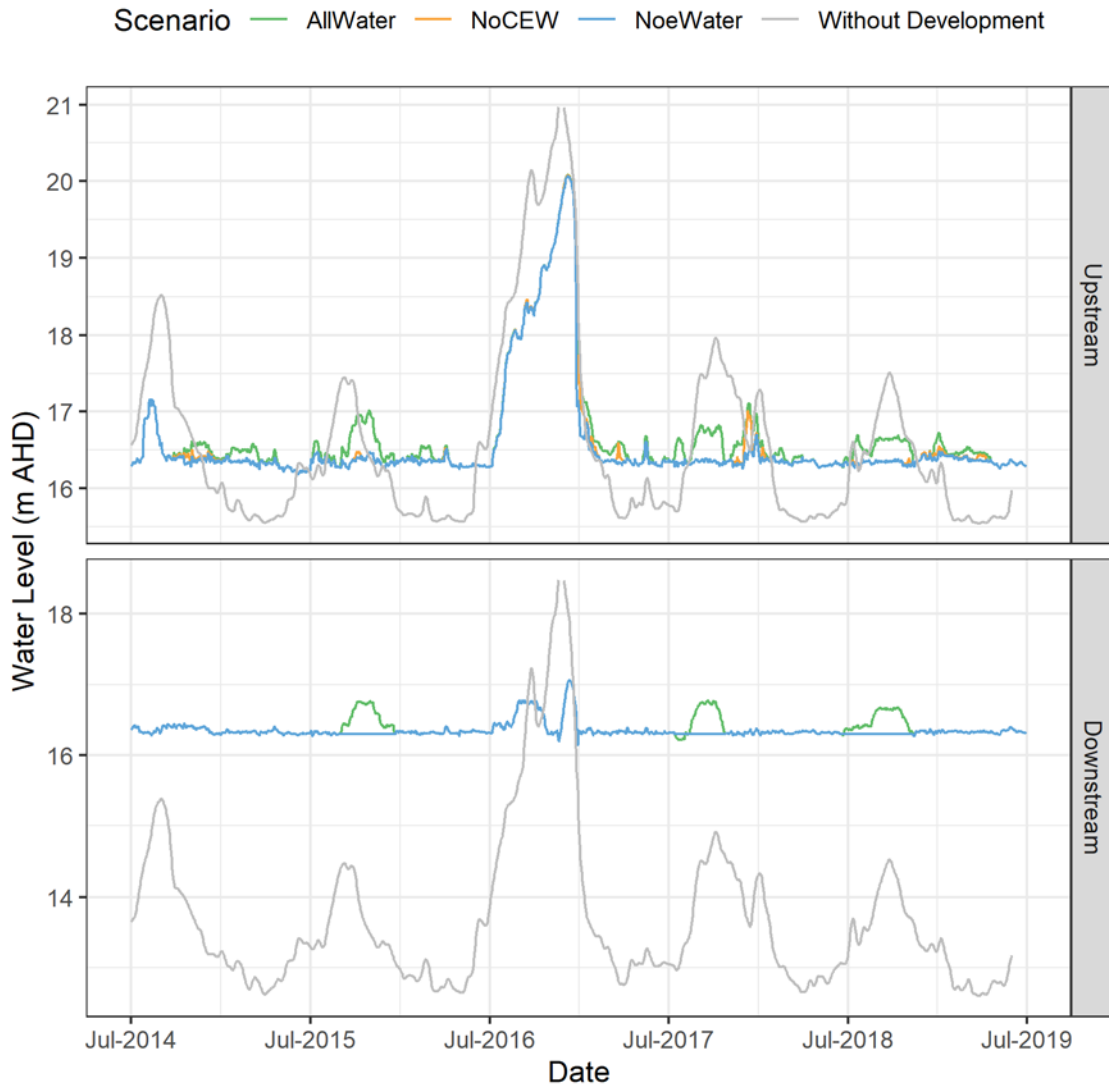 Scenario AllWater NoCEW NoeWater Without Development
21
20
19
18
17
16
Upstream
Water Level (m AHD)
18
16
14
Downstream
Jul-2014 Jul-2015 Jul-2016 Jul-2017 Jul-2018 Jul-2019
Date